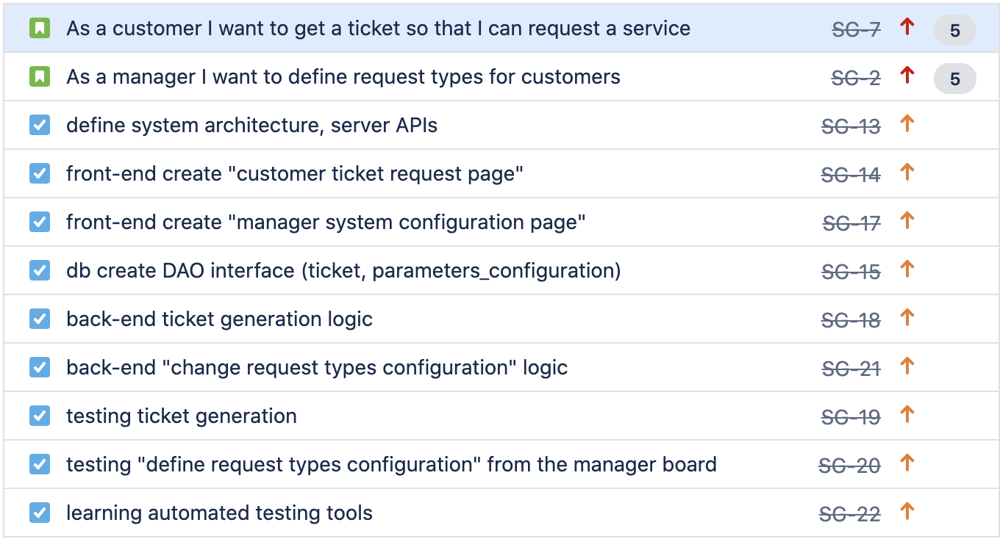 As a customer I want to get a ticket so that I can request a service SG-7 5
As a manager I want to define request types for customers SG-2 5
define system architecture, server APIs SG-13
front-end create "customer ticket request page" SG-14
front-end create "manager system configuration page" SG-17
db create DAO interface (ticket, parameters_configuration) SG-15
back-end ticket generation logic SG-18
back-end "change request types configuration" logic SG-21
testing ticket generation SG-19
testing "define request types configuration" from the manager board SG-20
learning automated testing tools SG-22